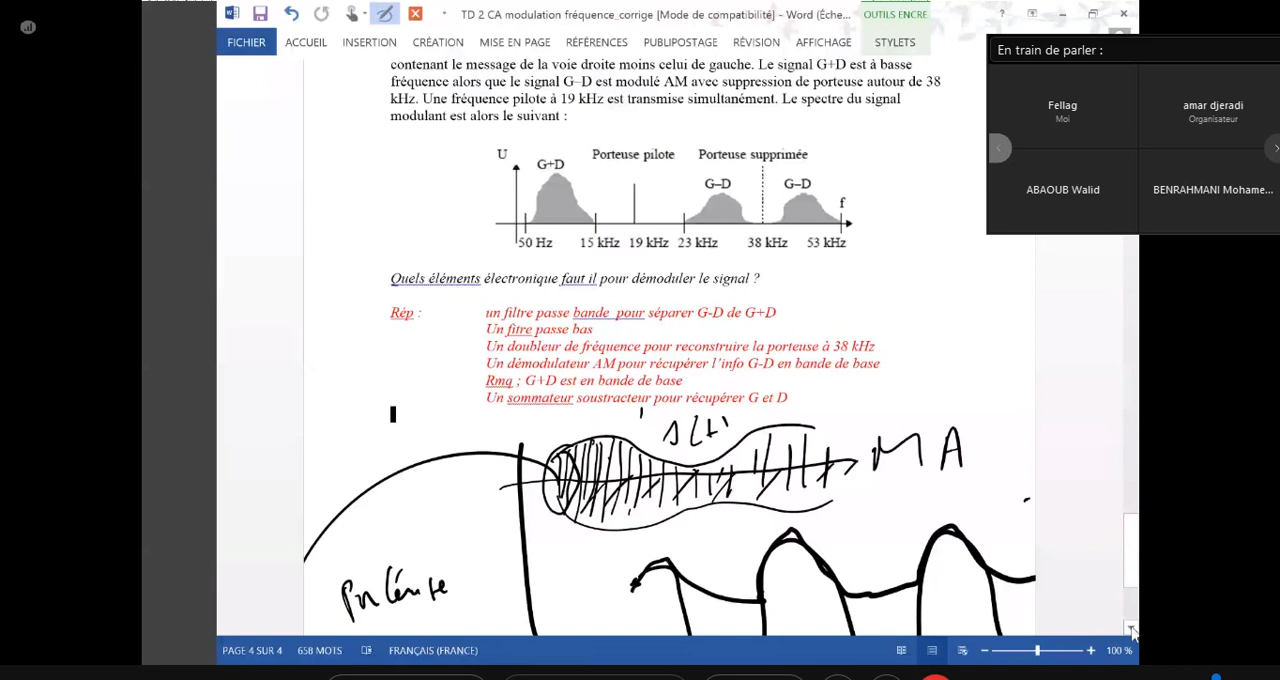 TD 2 CA modulation fréquence_corrige [Mode de compatibilité] - Word (Éche...
OUTILS ENCRE
?
FICHIER ACCUEIL INSERTION CRÉATION MISE EN PAGE RÉFÉRENCES PUBLIPOSTAGE RÉVISION AFFICHAGE STYLETS
En train de parler :
Fellag
Moi
amar djeradi
Organisateur
ABAOUB Walid
BENRAHMANI Mohame...
contenant le message de la voie droite moins celui de gauche. Le signal G+D est à basse
fréquence alors que le signal G–D est modulé AM avec suppression de porteuse autour de 38
kHz. Une fréquence pilote à 19 kHz est transmise simultanément. Le spectre du signal
modulant est alors le suivant :
U Porteuse pilote Porteuse supprimée
G+D
G–D G–D
f
50 Hz 15 kHz 19 kHz 23 kHz 38 kHz 53 kHz
Quels éléments électronique faut il pour démoduler le signal ?
Rép : un filtre passe bande pour séparer G-D de G+D
Un fitre passe bas
Un doubleur de fréquence pour reconstruire la porteuse à 38 kHz
Un démodulateur AM pour récupérer l'info G-D en bande de base
Rmq ; G+D est en bande de base
Un sommateur soustracteur pour récupérer G et D
s(t)
MA
PAGE 4 SUR 4 658 MOTS FRANÇAIS (FRANCE) 100 %